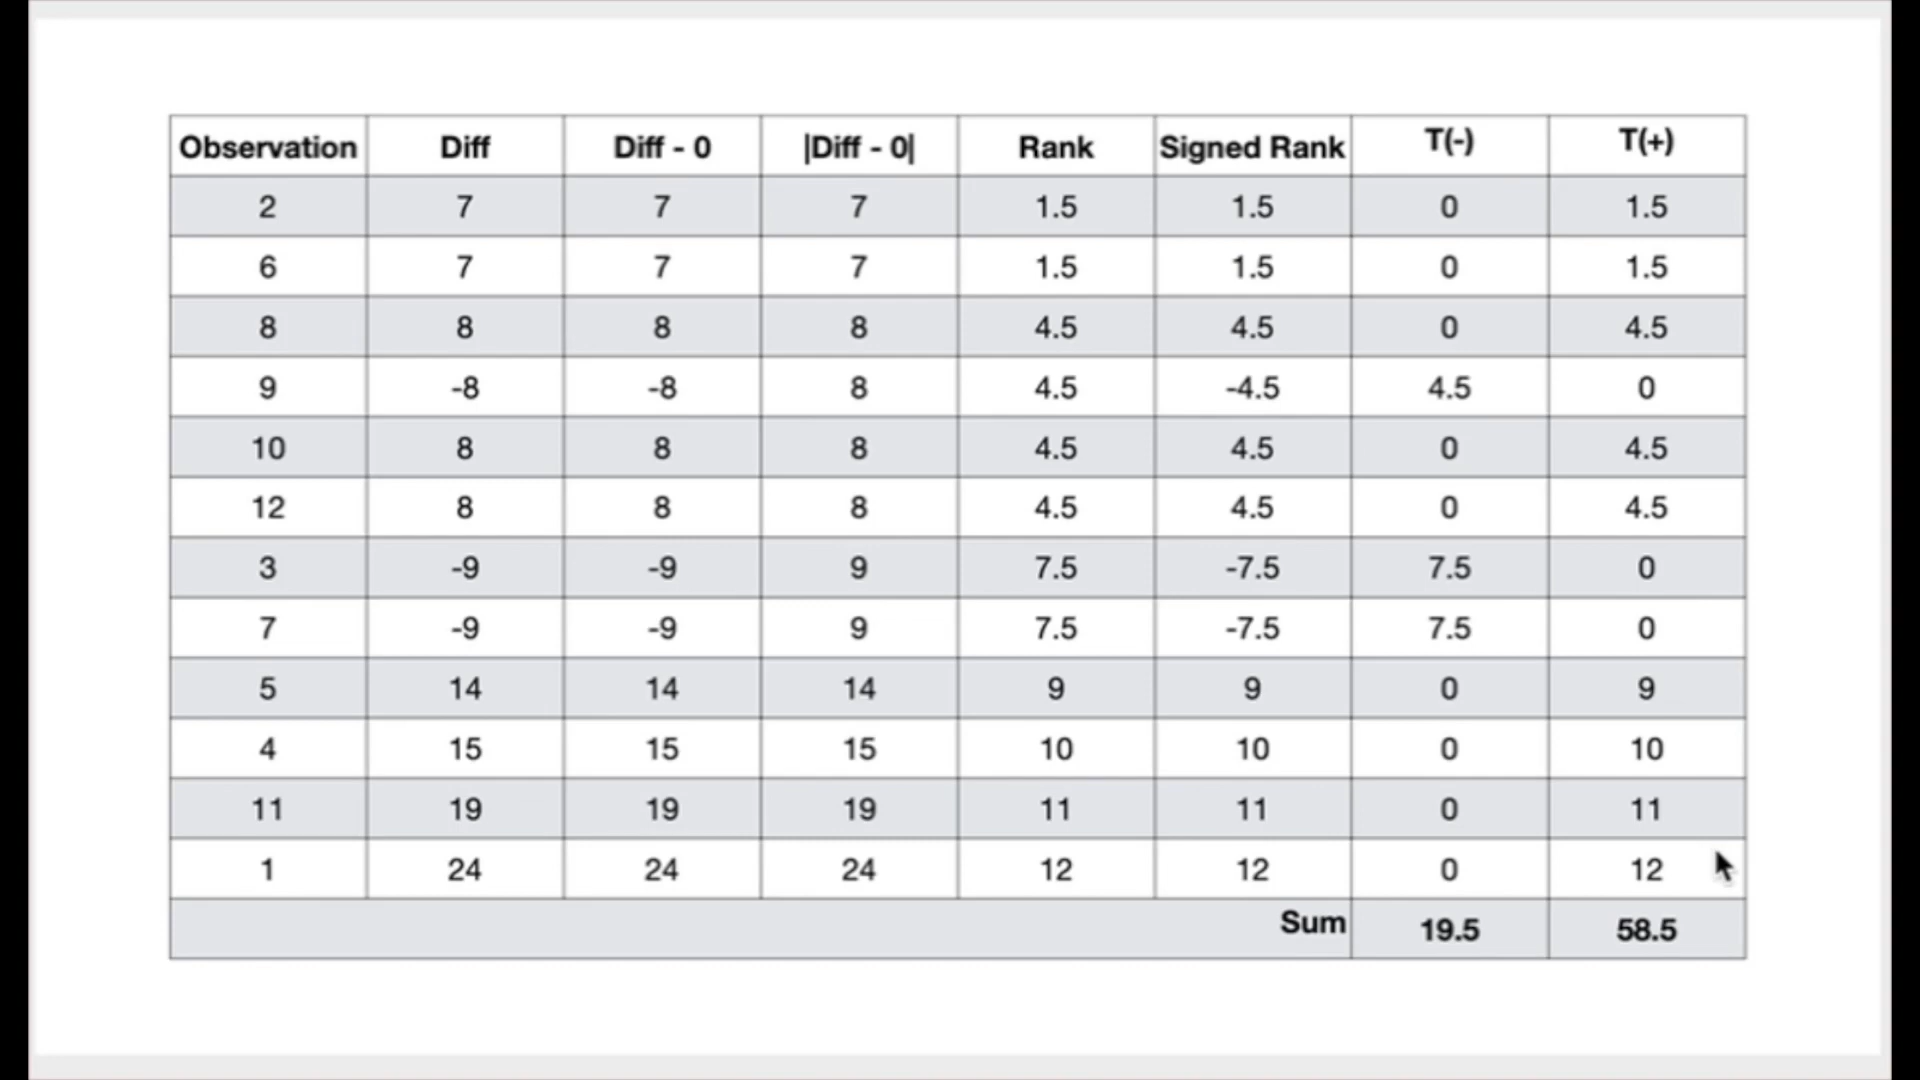 Observation Diff Diff - 0 |Diff - 0| Rank Signed Rank T(-) T(+)
2 7 7 7 1.5 1.5 0 1.5
6 7 7 7 1.5 1.5 0 1.5
8 8 8 8 4.5 4.5 0 4.5
9 -8 -8 8 4.5 -4.5 4.5 0
10 8 8 8 4.5 4.5 0 4.5
12 8 8 8 4.5 4.5 0 4.5
3 -9 -9 9 7.5 -7.5 7.5 0
7 -9 -9 9 7.5 -7.5 7.5 0
5 14 14 14 9 9 0 9
4 15 15 15 10 10 0 10
11 19 19 19 11 11 0 11
1 24 24 24 12 12 0 12
Sum 19.5 58.5